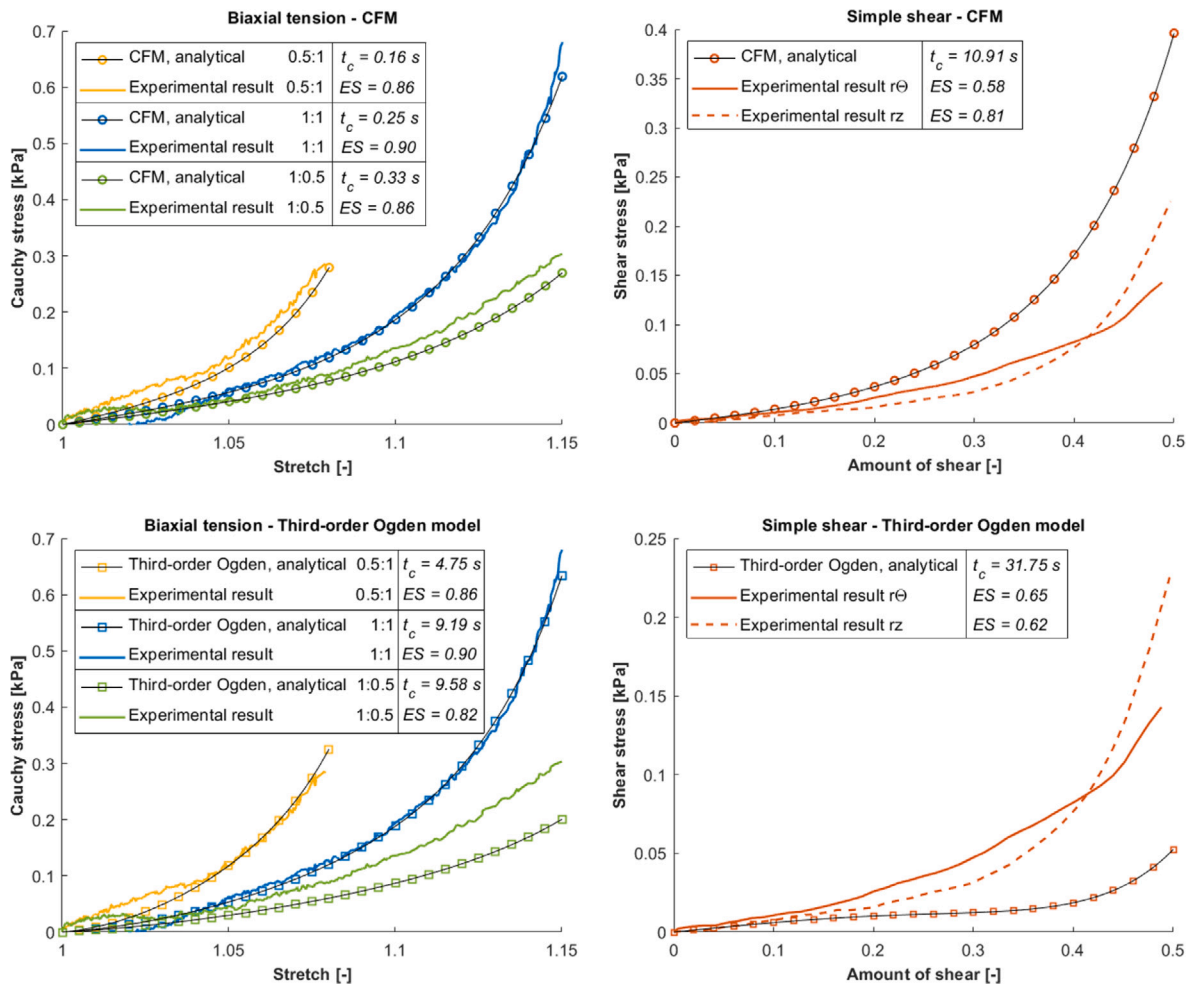 Biaxial tension - CFM
0.7
0.6
0.5
0.4
0.3
0.2
0.1
0
Cauchy stress [kPa]
CFM, analytical 0.5:1 t_c = 0.16 s
Experimental result 0.5:1 ES = 0.86
CFM, analytical 1:1 t_c = 0.25 s
Experimental result 1:1 ES = 0.90
CFM, analytical 1:0.5 t_c = 0.33 s
Experimental result 1:0.5 ES = 0.86
1 1.05 1.1 1.15
Stretch [-]
Simple shear - CFM
0.4
0.35
0.3
0.25
0.2
0.15
0.1
0.05
0
Shear stress [kPa]
CFM, analytical t_c = 10.91 s
Experimental result rΘ ES = 0.58
Experimental result rz ES = 0.81
0 0.1 0.2 0.3 0.4 0.5
Amount of shear [-]
Biaxial tension - Third-order Ogden model
0.7
0.6
0.5
0.4
0.3
0.2
0.1
0
Cauchy stress [kPa]
Third-order Ogden, analytical 0.5:1 t_c = 4.75 s
Experimental result 0.5:1 ES = 0.86
Third-order Ogden, analytical 1:1 t_c = 9.19 s
Experimental result 1:1 ES = 0.90
Third-order Ogden, analytical 1:0.5 t_c = 9.58 s
Experimental result 1:0.5 ES = 0.82
1 1.05 1.1 1.15
Stretch [-]
Simple shear - Third-order Ogden model
0.25
0.2
0.15
0.1
0.05
0
Shear stress [kPa]
Third-order Ogden, analytical t_c = 31.75 s
Experimental result rΘ ES = 0.65
Experimental result rz ES = 0.62
0 0.1 0.2 0.3 0.4 0.5
Amount of shear [-]